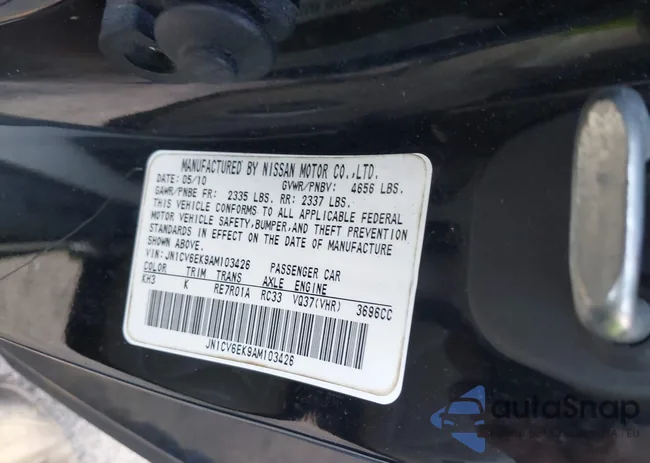 MANUFACTURED BY NISSAN MOTOR CO.,LTD.
DATE: 05/10 GVWR/PNBV: 4656 LBS.
GAWR/PNBE FR: 2335 LBS. RR: 2337 LBS.
THIS VEHICLE CONFORMS TO ALL APPLICABLE FEDERAL
MOTOR VEHICLE SAFETY, BUMPER, AND THEFT PREVENTION
STANDARDS IN EFFECT ON THE DATE OF MANUFACTURE
SHOWN ABOVE.
VIN: JN1CV6EK9AM103426 PASSENGER CAR
COLOR TRIM TRANS AXLE ENGINE
KH3 K RE7R01A RC33 VQ37(VHR) 3696CC
JN1CV6EK9AM103426
autoSnap